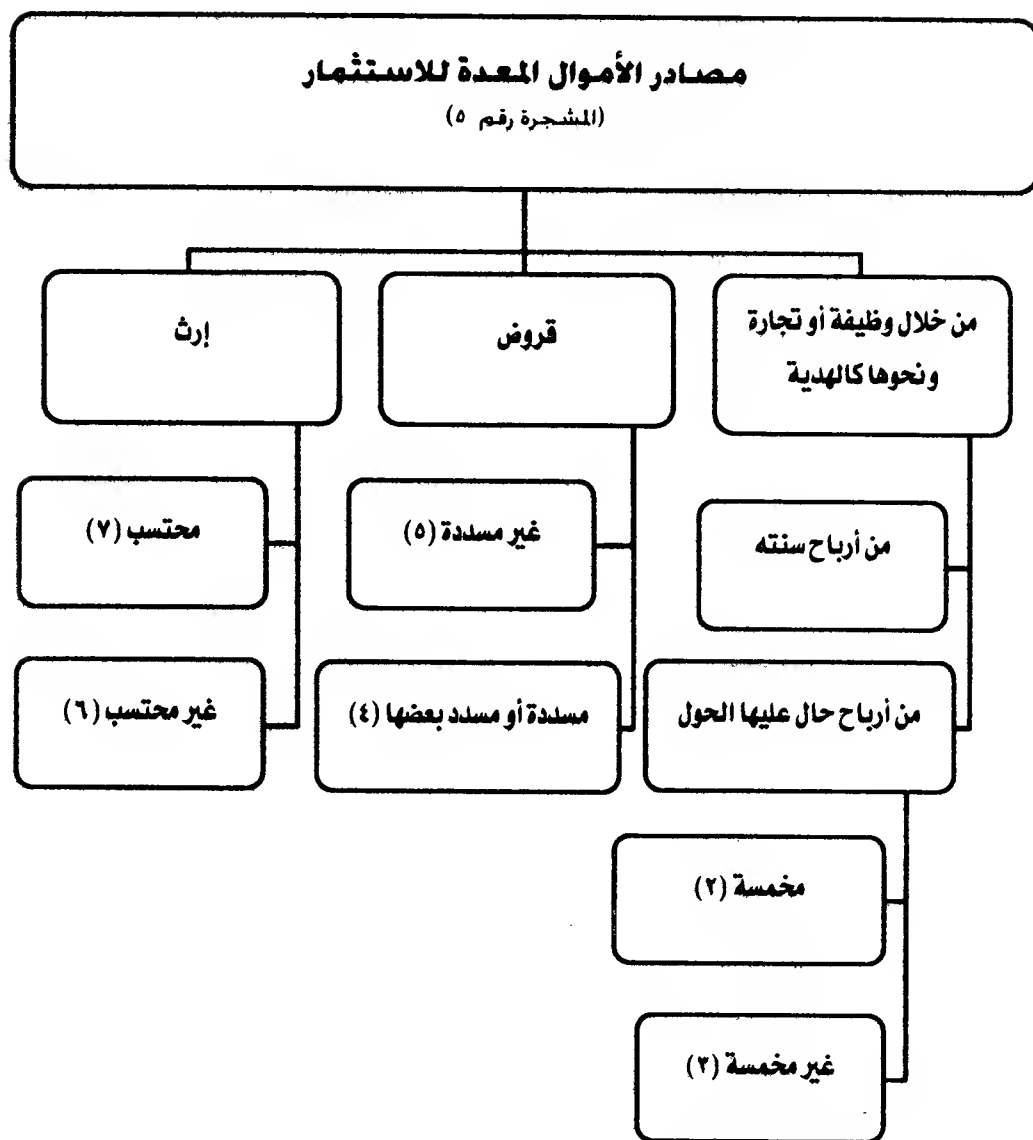 مصادر الأموال المعدة للاستثمار
(المشجرة رقم ٥)
من خلال وظيفة أو تجارة
ونحوها كالهدية
قروض
إرث
من أرباح سنته
غير مسددة (٥)
محتسب (٧)
من أرباح حال عليها الحول
مسددة أو مسدد بعضها (٤)
غير محتسب (٦)
مخمسة (٢)
غير مخمسة (٣)